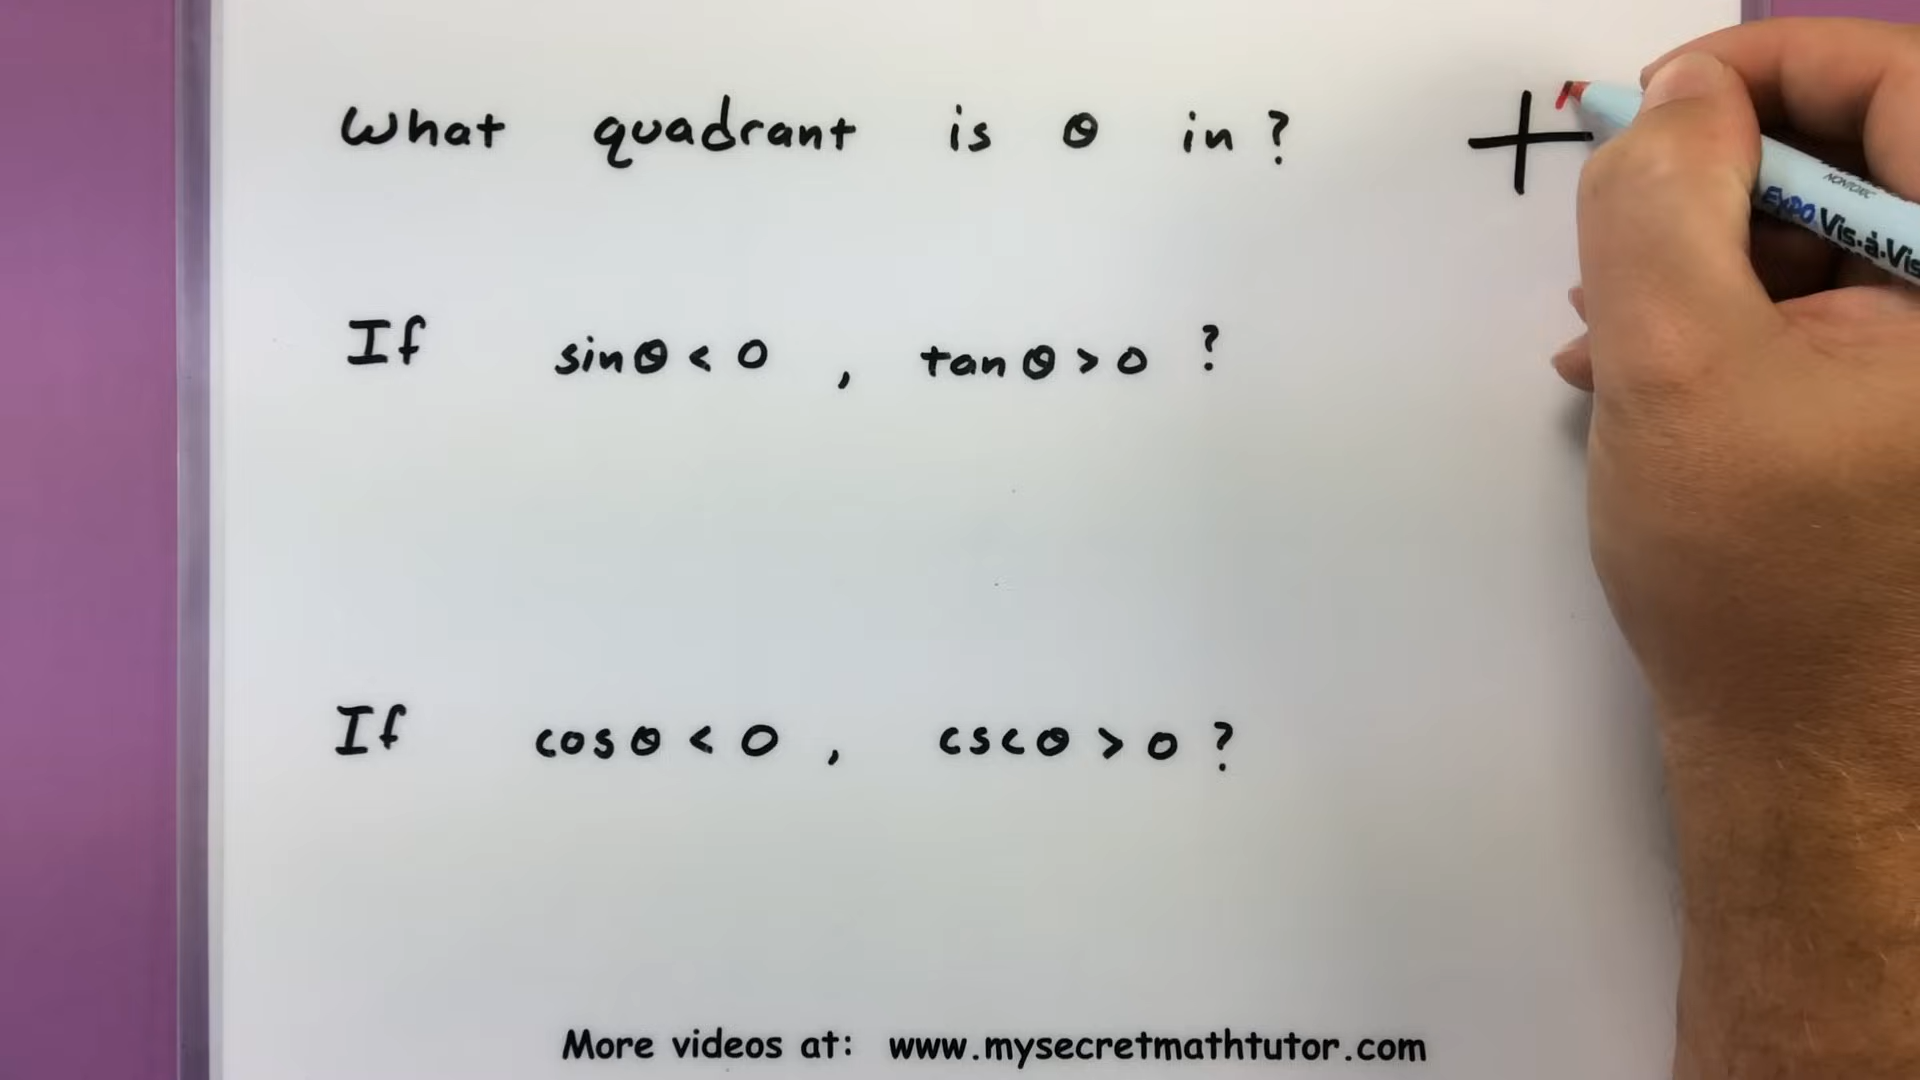 What quadrant is θ in?
If sinθ < 0 , tanθ > 0 ?
If cosθ < 0 , cscθ > 0 ?
NONTOXIC
EXPO Vis-à-Vis
More videos at: www.mysecretmathtutor.com